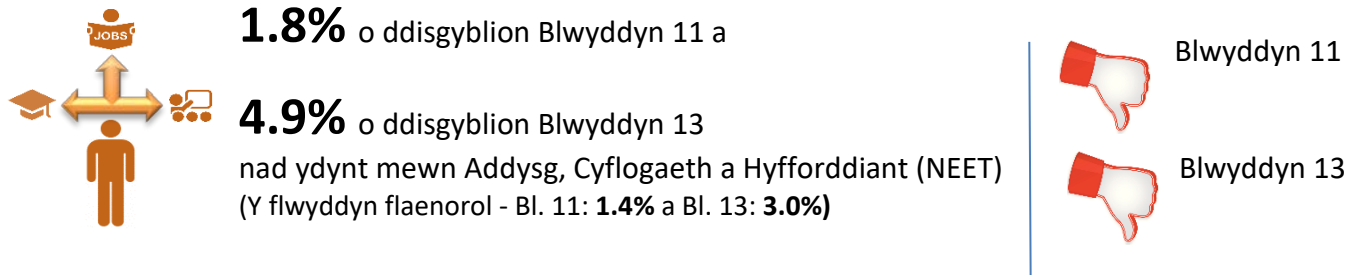 JOBS
1.8% o ddisgyblion Blwyddyn 11 a
4.9% o ddisgyblion Blwyddyn 13
nad ydynt mewn Addysg, Cyflogaeth a Hyfforddiant (NEET)
(Y flwyddyn flaenorol - Bl. 11: 1.4% a Bl. 13: 3.0%)
Blwyddyn 11
Blwyddyn 13